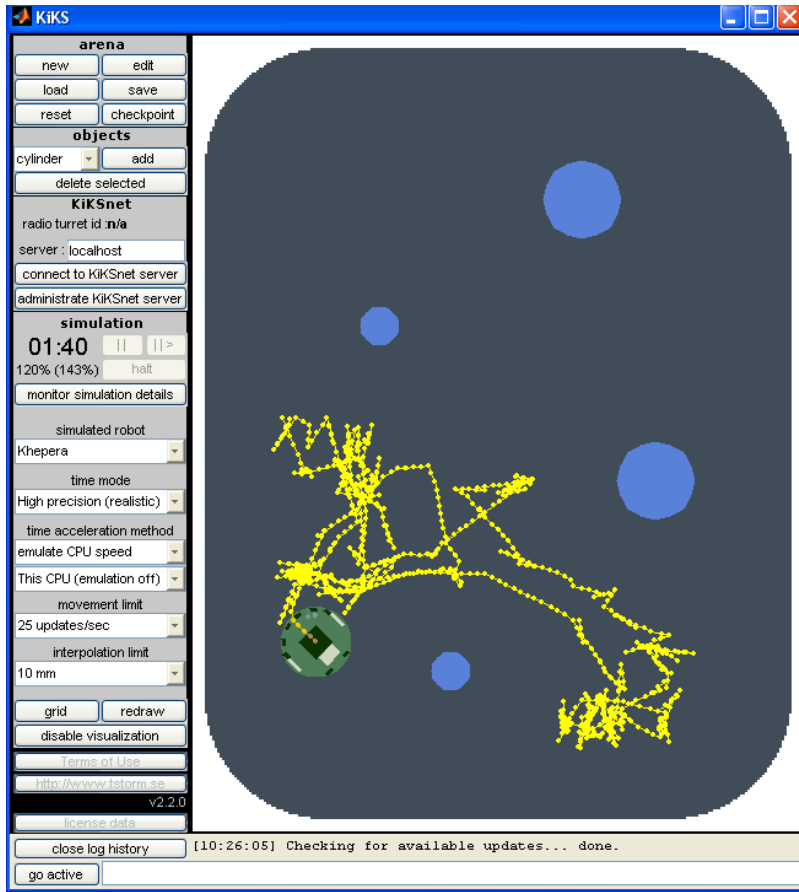 KiKS
arena
new edit
load save
reset checkpoint
objects
cylinder add
delete selected
KiKSnet
radio turret id :n/a
server : localhost
connect to KiKSnet server
administrate KiKSnet server
simulation
01:40 || ||>
120% (143%) halt
monitor simulation details
simulated robot
Khepera
time mode
High precision (realistic)
time acceleration method
emulate CPU speed
This CPU (emulation off)
movement limit
25 updates/sec
interpolation limit
10 mm
grid redraw
disable visualization
Terms of Use
http://www.tstorm.se
v2.2.0
license data
close log history [10:26:05] Checking for available updates... done.
go active